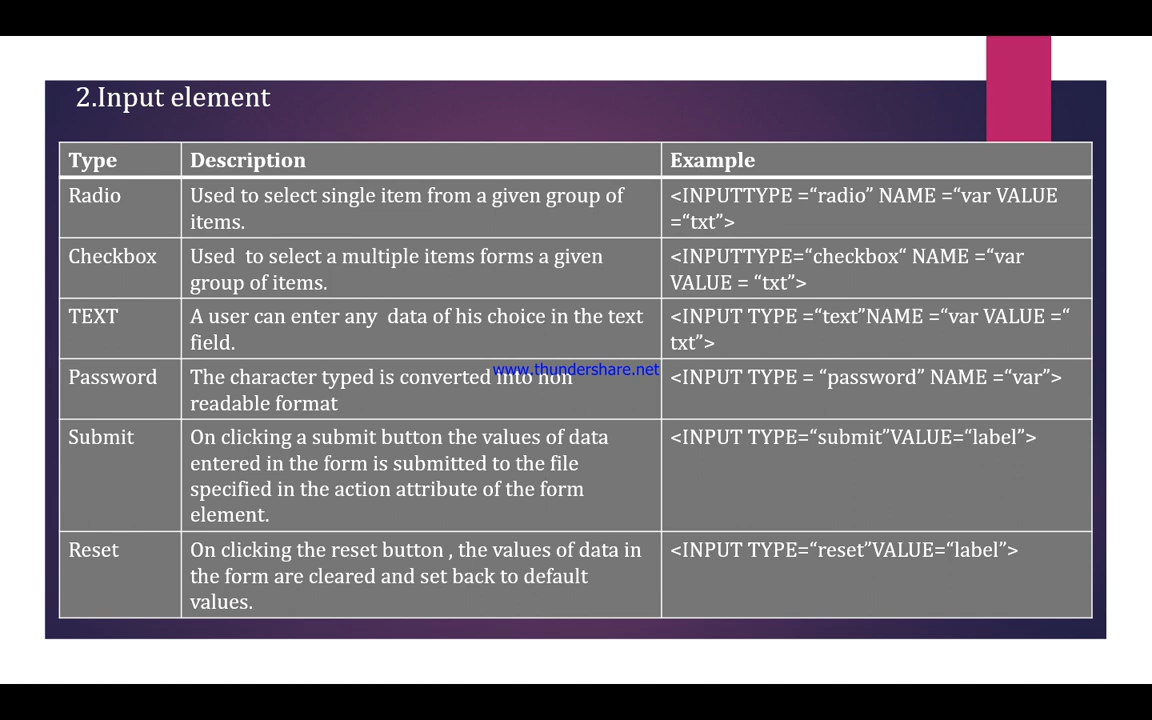 2.Input element
Type Description Example
Radio Used to select single item from a given group of
items.
<INPUTTYPE =“radio” NAME =“var VALUE
=“txt”>
Checkbox Used  to select a multiple items forms a given
group of items.
<INPUTTYPE=“checkbox“ NAME =“var
VALUE = “txt”>
TEXT A user can enter any  data of his choice in the text
field.
<INPUT TYPE =“text”NAME =“var VALUE =“
txt”>
Password The character typed is converted into non
readable format
<INPUT TYPE = “password” NAME =“var”>
www.thundershare.net
Submit On clicking a submit button the values of data
entered in the form is submitted to the file
specified in the action attribute of the form
element.
<INPUT TYPE=“submit”VALUE=“label”>
Reset On clicking the reset button , the values of data in
the form are cleared and set back to default
values.
<INPUT TYPE=“reset”VALUE=“label”>